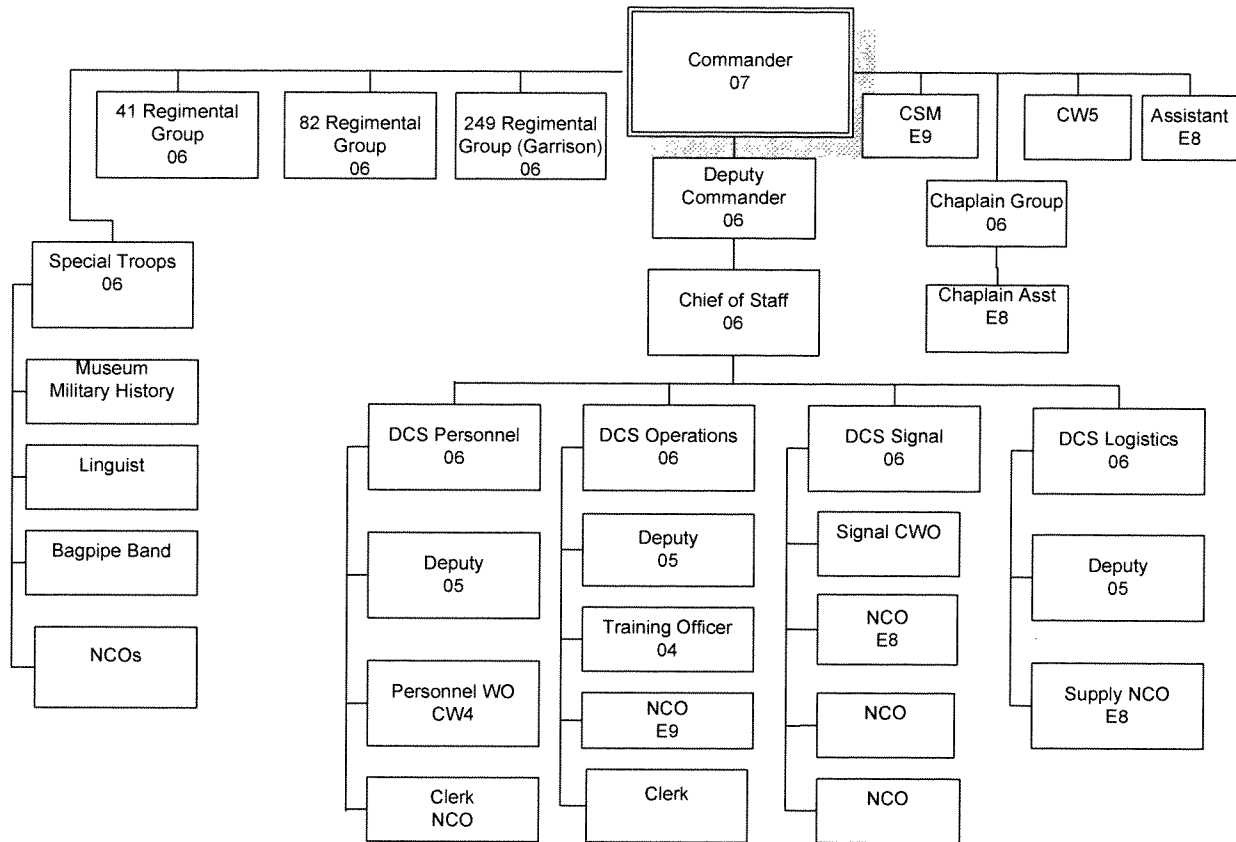 Commander
07
41 Regimental
Group
06
82 Regimental
Group
06
249 Regimental
Group (Garrison)
06
CSM
E9
CW5
Assistant
E8
Deputy
Commander
06
Chaplain Group
06
Special Troops
06
Chief of Staff
06
Chaplain Asst
E8
Museum
Military History
Linguist
Bagpipe Band
NCOs
DCS Personnel
06
Deputy
05
Personnel WO
CW4
Clerk
NCO
DCS Operations
06
Deputy
05
Training Officer
04
NCO
E9
Clerk
DCS Signal
06
Signal CWO
NCO
E8
NCO
NCO
DCS Logistics
06
Deputy
05
Supply NCO
E8